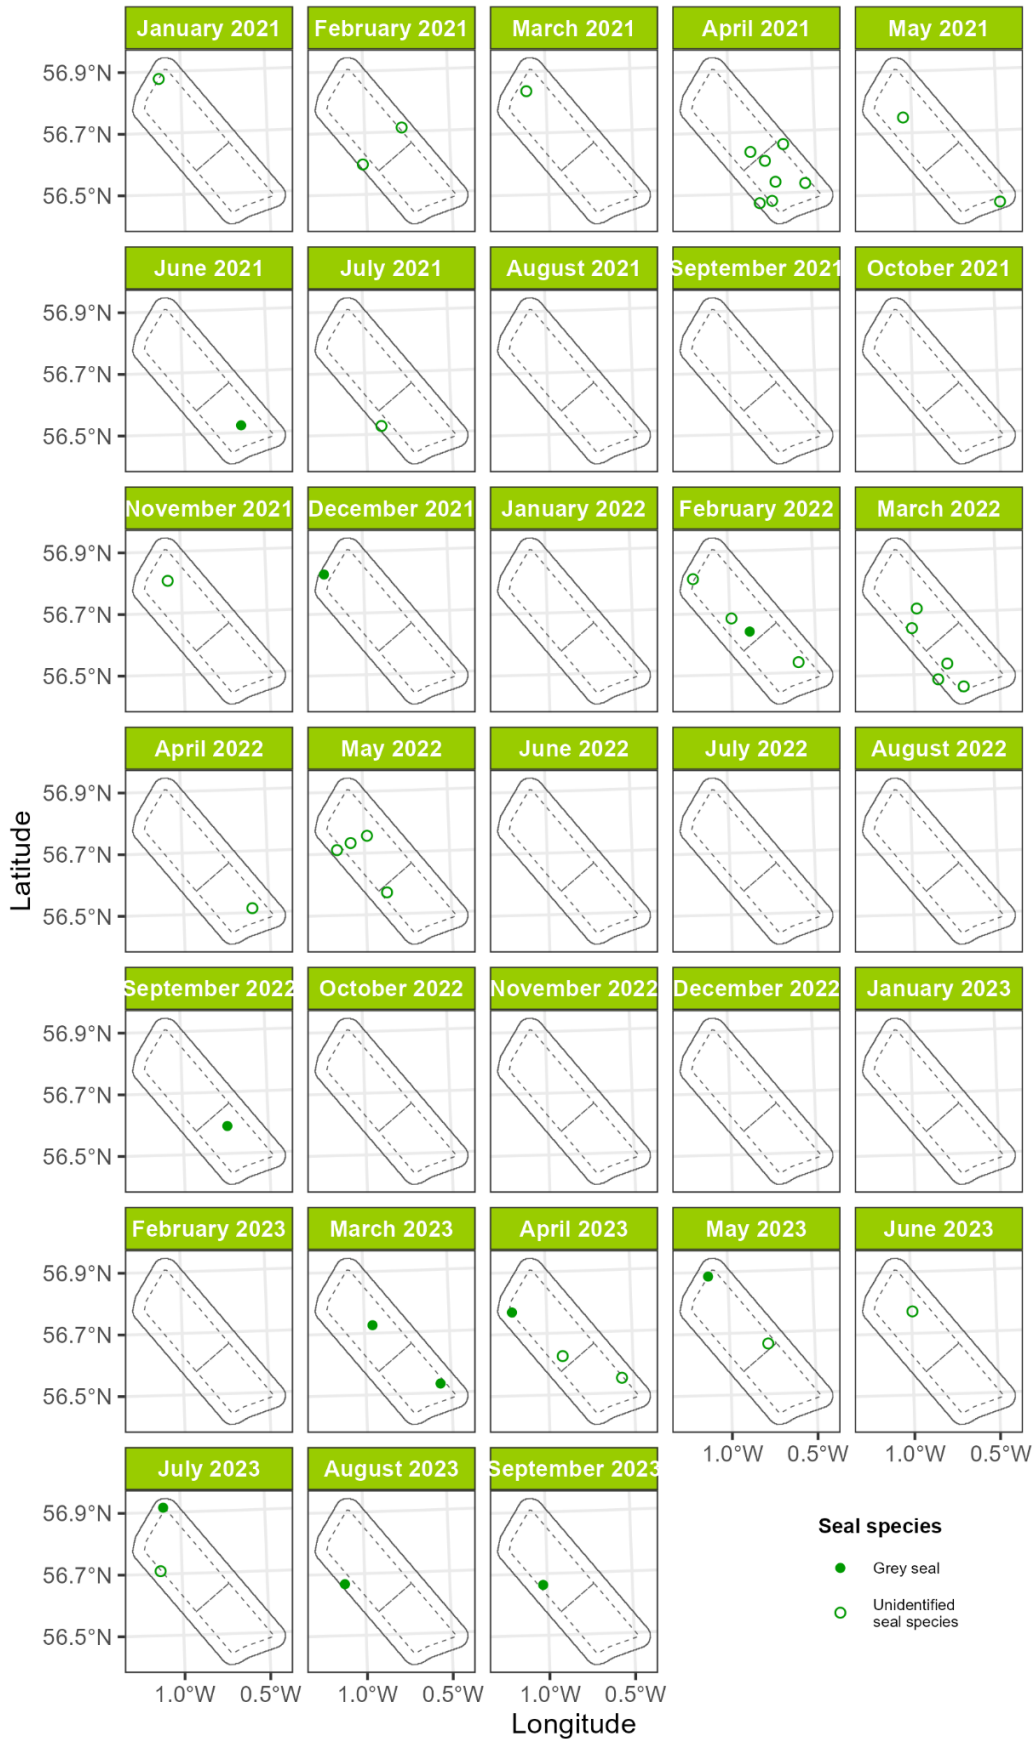 January 2021
February 2021
March 2021
April 2021
May 2021
56.9°N
56.7°N
56.5°N
June 2021
July 2021
August 2021
September 2021
October 2021
56.9°N
56.7°N
56.5°N
November 2021
December 2021
January 2022
February 2022
March 2022
56.9°N
56.7°N
56.5°N
April 2022
May 2022
June 2022
July 2022
August 2022
56.9°N
56.7°N
56.5°N
Latitude
September 2022
October 2022
November 2022
December 2022
January 2023
56.9°N
56.7°N
56.5°N
February 2023
March 2023
April 2023
May 2023
June 2023
56.9°N
56.7°N
56.5°N
1.0°W 0.5°W 1.0°W 0.5°W
July 2023
August 2023
September 2023
56.9°N
56.7°N
56.5°N
1.0°W 0.5°W 1.0°W 0.5°W 1.0°W 0.5°W
Longitude
Seal species
Grey seal
Unidentified
seal species